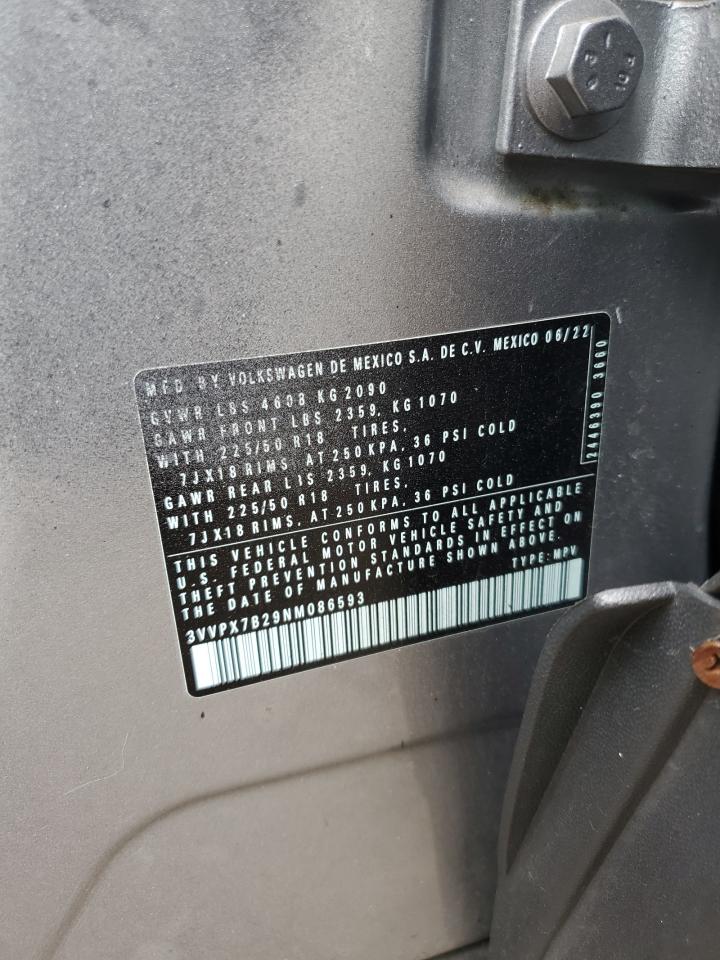 MFD BY VOLKSWAGEN DE MEXICO S.A. DE C.V. MEXICO 06/22
GVWR LBS 4608 KG 2090
GAWR FRONT LBS 2359, KG 1070
WITH 225/50 R18 TIRES,
7JX18 RIMS, AT 250 KPA, 36 PSI COLD
GAWR REAR LIS 2359, KG 1070
WITH 225/50 R18 TIRES,
7JX18 RIMS, AT 250 KPA, 36 PSI COLD
THIS VEHICLE CONFORMS TO ALL APPLICABLE
U.S. FEDERAL MOTOR VEHICLE SAFETY AND
THEFT PREVENTION STANDARDS IN EFFECT ON
THE DATE OF MANUFACTURE SHOWN ABOVE.
TYPE: MPV
3VVPX7B29NM086593
2446390 3660